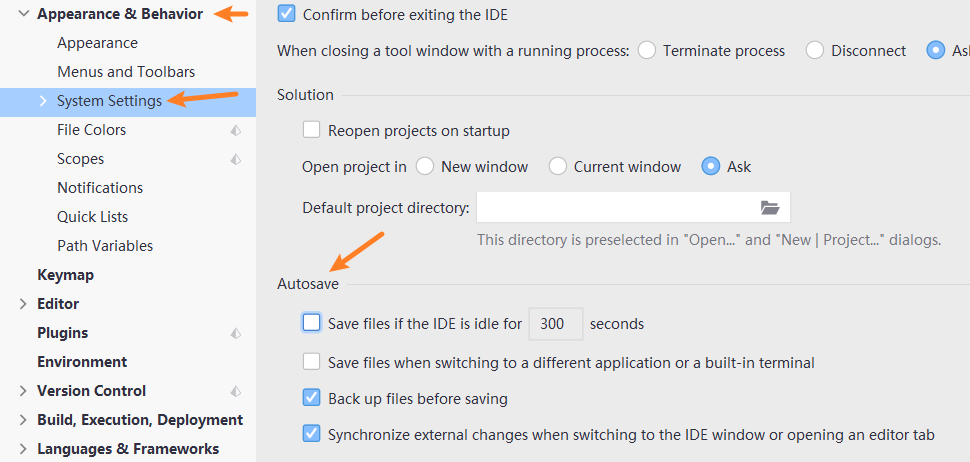 Appearance & Behavior
Appearance
Menus and Toolbars
System Settings
File Colors
Scopes
Notifications
Quick Lists
Path Variables
Keymap
Editor
Plugins
Environment
Version Control
Build, Execution, Deployment
Languages & Frameworks
Confirm before exiting the IDE
When closing a tool window with a running process: Terminate process Disconnect As
Solution
Reopen projects on startup
Open project in New window Current window Ask
Default project directory:
This directory is preselected in "Open..." and "New | Project..." dialogs.
Autosave
Save files if the IDE is idle for 300 seconds
Save files when switching to a different application or a built-in terminal
Back up files before saving
Synchronize external changes when switching to the IDE window or opening an editor tab